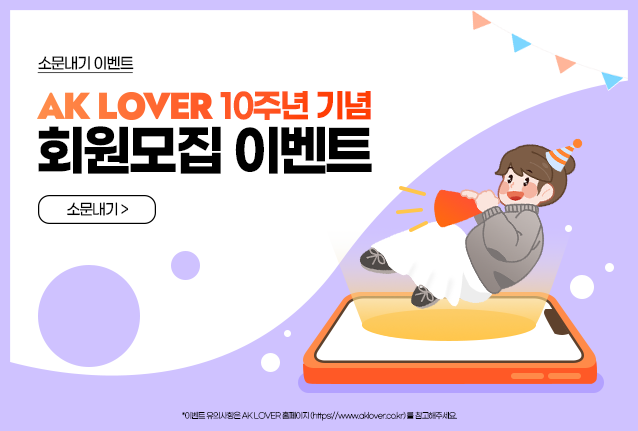 소문내기 이벤트
AK LOVER 10주년 기념
회원모집 이벤트
소문내기 >
*이벤트 유의사항은 AK LOVER 홈페이지(https://www.aklover.co.kr)를 참고해주세요.